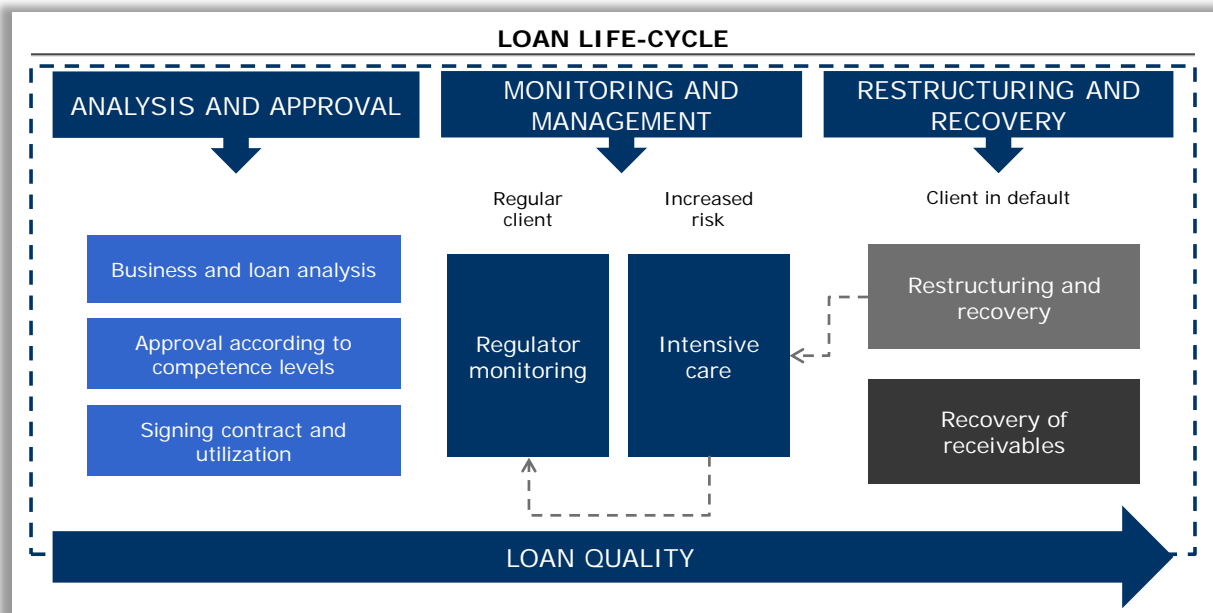 LOAN LIFE-CYCLE
ANALYSIS AND APPROVAL
MONITORING AND
MANAGEMENT
RESTRUCTURING AND
RECOVERY
Regular
client
Increased
risk
Client in default
Business and loan analysis
Approval according to
competence levels
Signing contract and
utilization
Regulator
monitoring
Intensive
care
Restructuring and
recovery
Recovery of
receivables
LOAN QUALITY